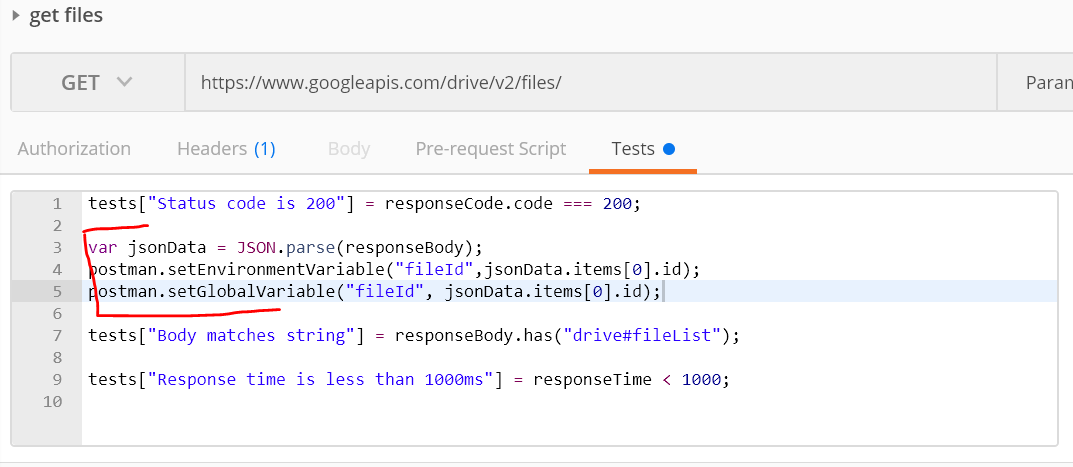 get files
GET https://www.googleapis.com/drive/v2/files/ Paran
Authorization Headers (1) Body Pre-request Script Tests
1 tests["Status code is 200"] = responseCode.code === 200;
2
3 var jsonData = JSON.parse(responseBody);
4 postman.setEnvironmentVariable("fileId",jsonData.items[0].id);
5 postman.setGlobalVariable("fileId", jsonData.items[0].id);
6
7 tests["Body matches string"] = responseBody.has("drive#fileList");
8
9 tests["Response time is less than 1000ms"] = responseTime < 1000;
10